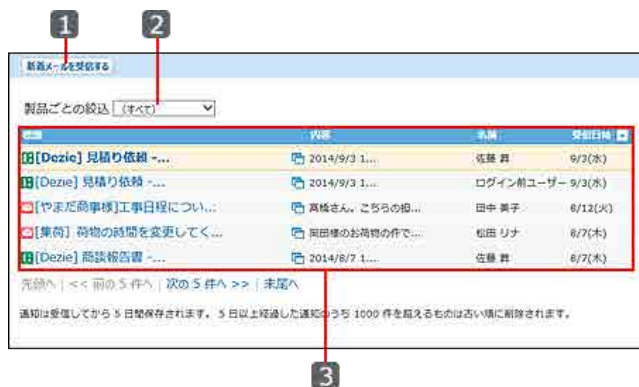 1 2
新着メールを受信する
製品ごとの絞込 (すべて)
内容 名前 受信日時
[Dezie] 見積り依頼 -... 2014/9/3 1... 佐藤 昇 9/3(水)
[Dezie] 見積り依頼 -... 2014/9/3 1... ログイン前ユーザー 9/3(水)
[やまだ商事様]工事日程につい... 高橋さん。こちらの担... 田中 美子 8/12(火)
[集荷] 荷物の時間を変更してく... 岡田様のお荷物の件で... 松田 リナ 8/7(木)
[Dezie] 商談報告書 -... 2014/8/7 1... 佐藤 昇 8/7(木)
先頭へ | << 前の 5 件へ | 次の 5 件へ >> | 末尾へ
通知は受信してから 5 日間保存されます。 5 日以上経過した通知のうち 1000 件を超えるものは古い順に削除されます。
3